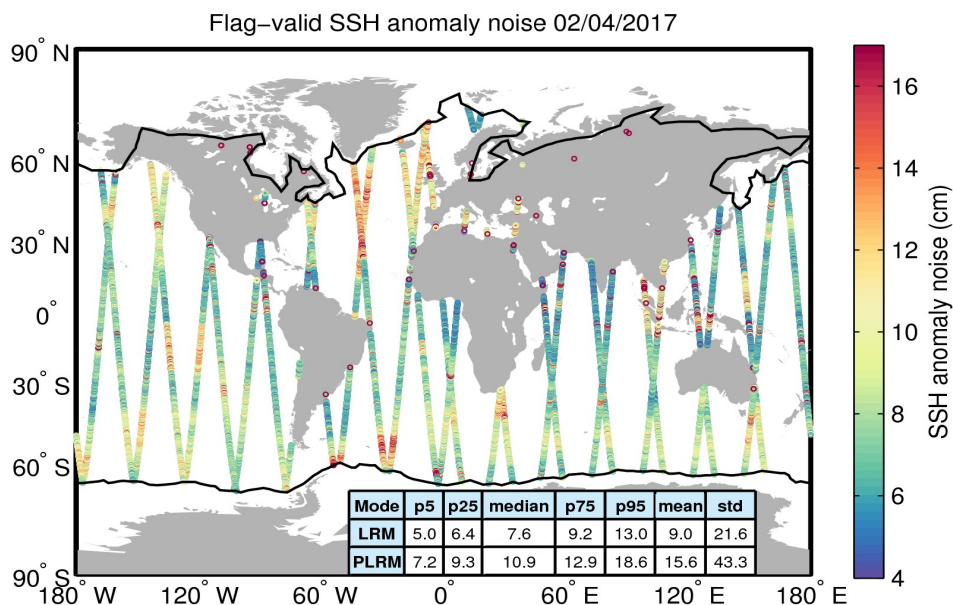 Flag–valid SSH anomaly noise 02/04/2017
90° N
60° N
30° N
0°
30° S
60° S
90° S
180° W
120° W
60° W
0°
60° E
120° E
180° E
16
14
12
10
8
6
4
SSH anomaly noise (cm)
Mode p5 p25 median p75 p95 mean std
LRM 5.0 6.4 7.6 9.2 13.0 9.0 21.6
PLRM 7.2 9.3 10.9 12.9 18.6 15.6 43.3